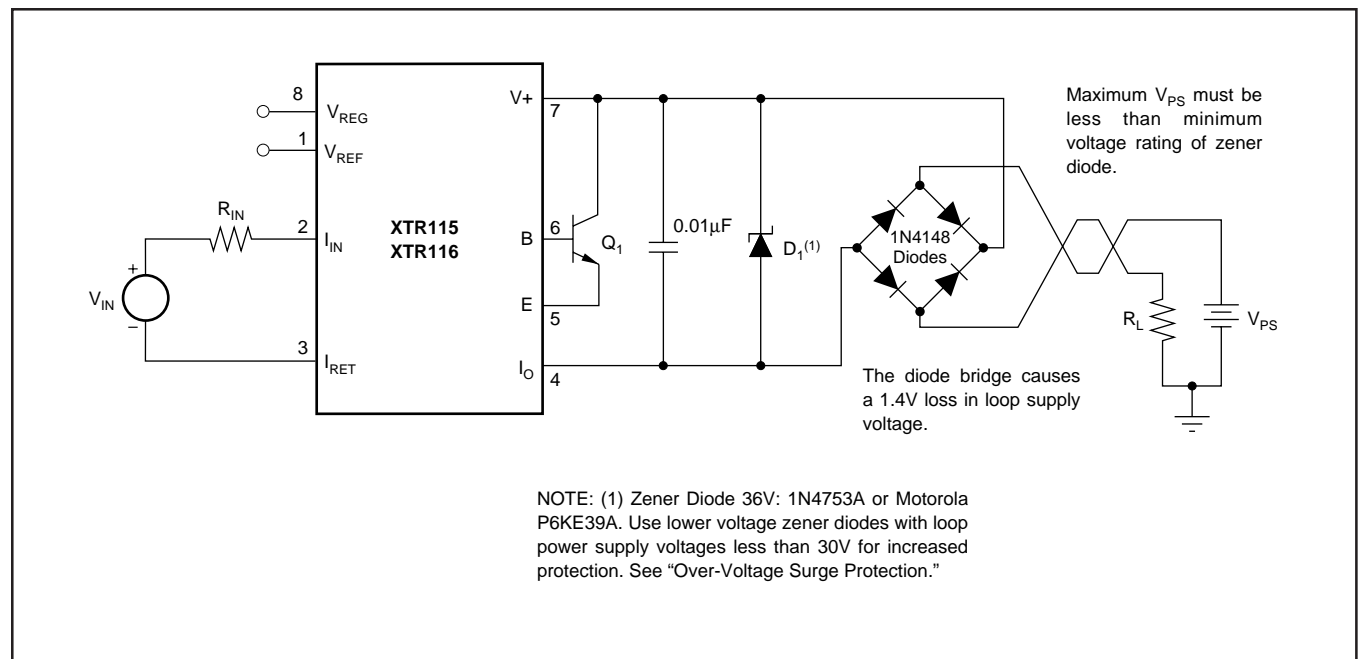 8
V_REG
1
V_REF
R_IN
2
I_IN
V_IN
+
–
3
I_RET
XTR115
XTR116
V+
7
B
6
Q_1
E
5
I_O
4
0.01μF
D_1^(1)
1N4148
Diodes
Maximum V_PS must be
less than minimum
voltage rating of zener
diode.
R_L
V_PS
The diode bridge causes
a 1.4V loss in loop supply
voltage.
NOTE: (1) Zener Diode 36V: 1N4753A or Motorola
P6KE39A. Use lower voltage zener diodes with loop
power supply voltages less than 30V for increased
protection. See “Over-Voltage Surge Protection.”